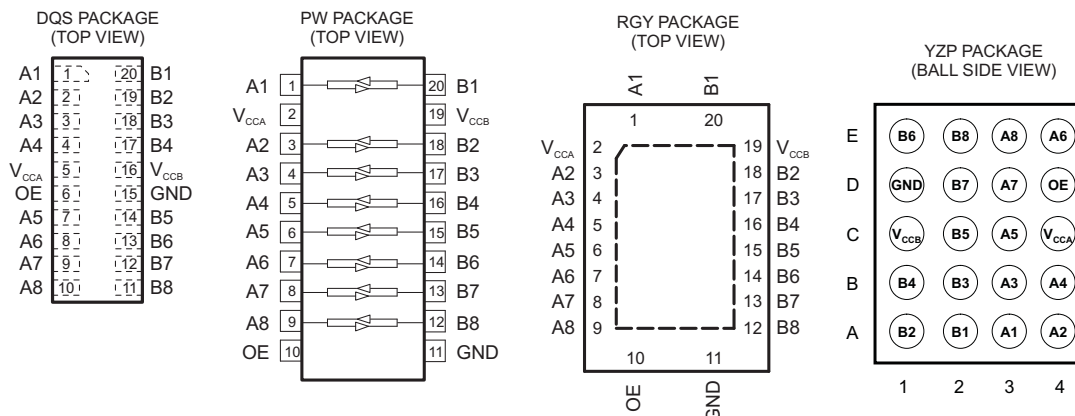 DQS PACKAGE
(TOP VIEW)
A1 1 20 B1
A2 2 19 B2
A3 3 18 B3
A4 4 17 B4
VCCA 5 16 VCCB
OE 6 15 GND
A5 7 14 B5
A6 8 13 B6
A7 9 12 B7
A8 10 11 B8
PW PACKAGE
(TOP VIEW)
A1 1 20 B1
VCCA 2 19 VCCB
A2 3 18 B2
A3 4 17 B3
A4 5 16 B4
A5 6 15 B5
A6 7 14 B6
A7 8 13 B7
A8 9 12 B8
OE 10 11 GND
RGY PACKAGE
(TOP VIEW)
A1 B1
1 20
VCCA 2 19 VCCB
A2 3 18 B2
A3 4 17 B3
A4 5 16 B4
A5 6 15 B5
A6 7 14 B6
A7 8 13 B7
A8 9 12 B8
10 11
OE GND
YZP PACKAGE
(BALL SIDE VIEW)
E B6 B8 A8 A6
D GND B7 A7 OE
C VCCB B5 A5 VCCA
B B4 B3 A3 A4
A B2 B1 A1 A2
1 2 3 4